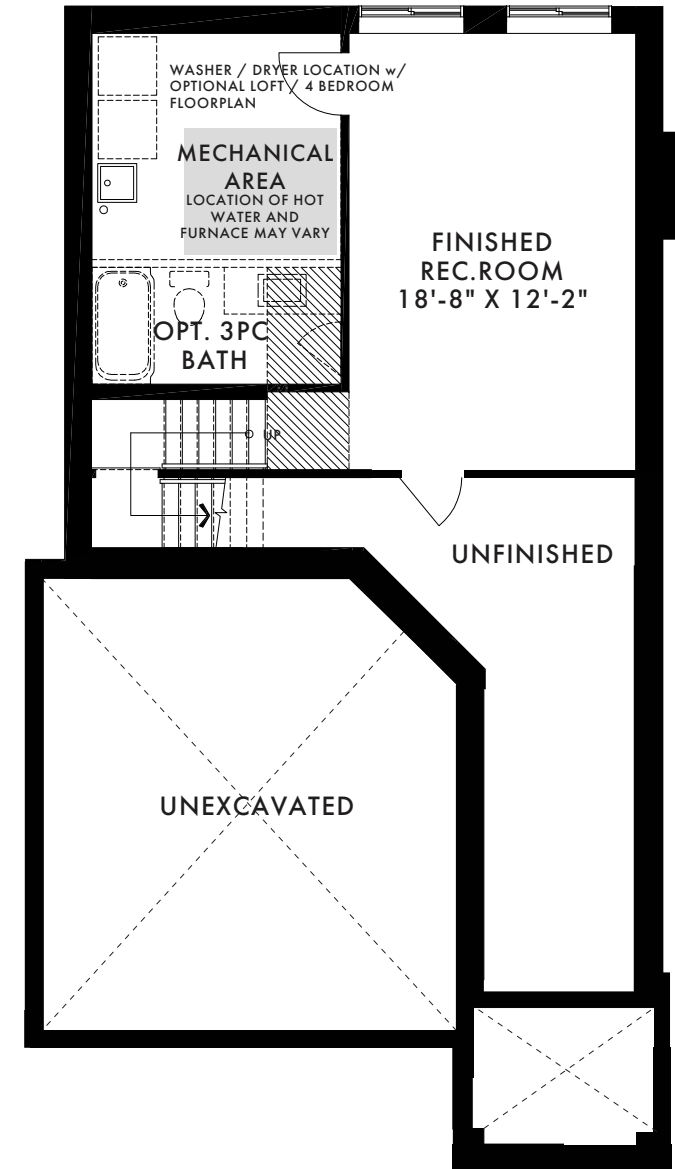 WASHER / DRYER LOCATION w/
OPTIONAL LOFT / 4 BEDROOM
FLOORPLAN
MECHANICAL
AREA
LOCATION OF HOT
WATER AND
FURNACE MAY VARY
FINISHED
REC.ROOM
18'-8" X 12'-2"
OPT. 3PC
BATH
UP
UNFINISHED
UNEXCAVATED